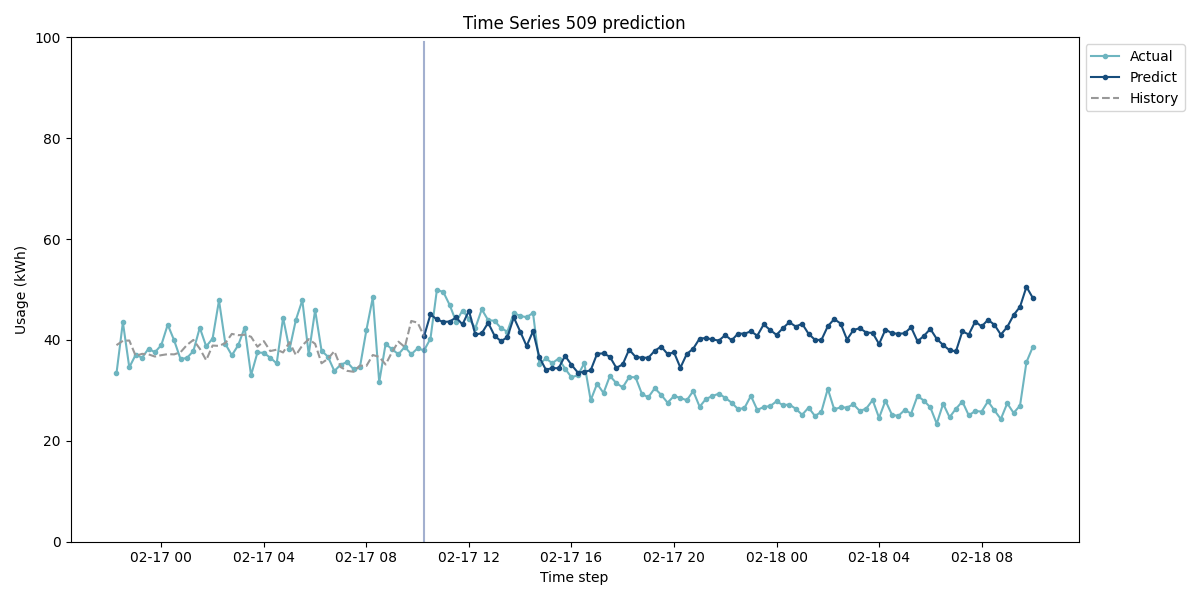 Time Series 509 prediction
Actual
Predict
History
Usage (kWh)
100
80
60
40
20
0
02-17 00
02-17 04
02-17 08
02-17 12
02-17 16
02-17 20
02-18 00
02-18 04
02-18 08
Time step